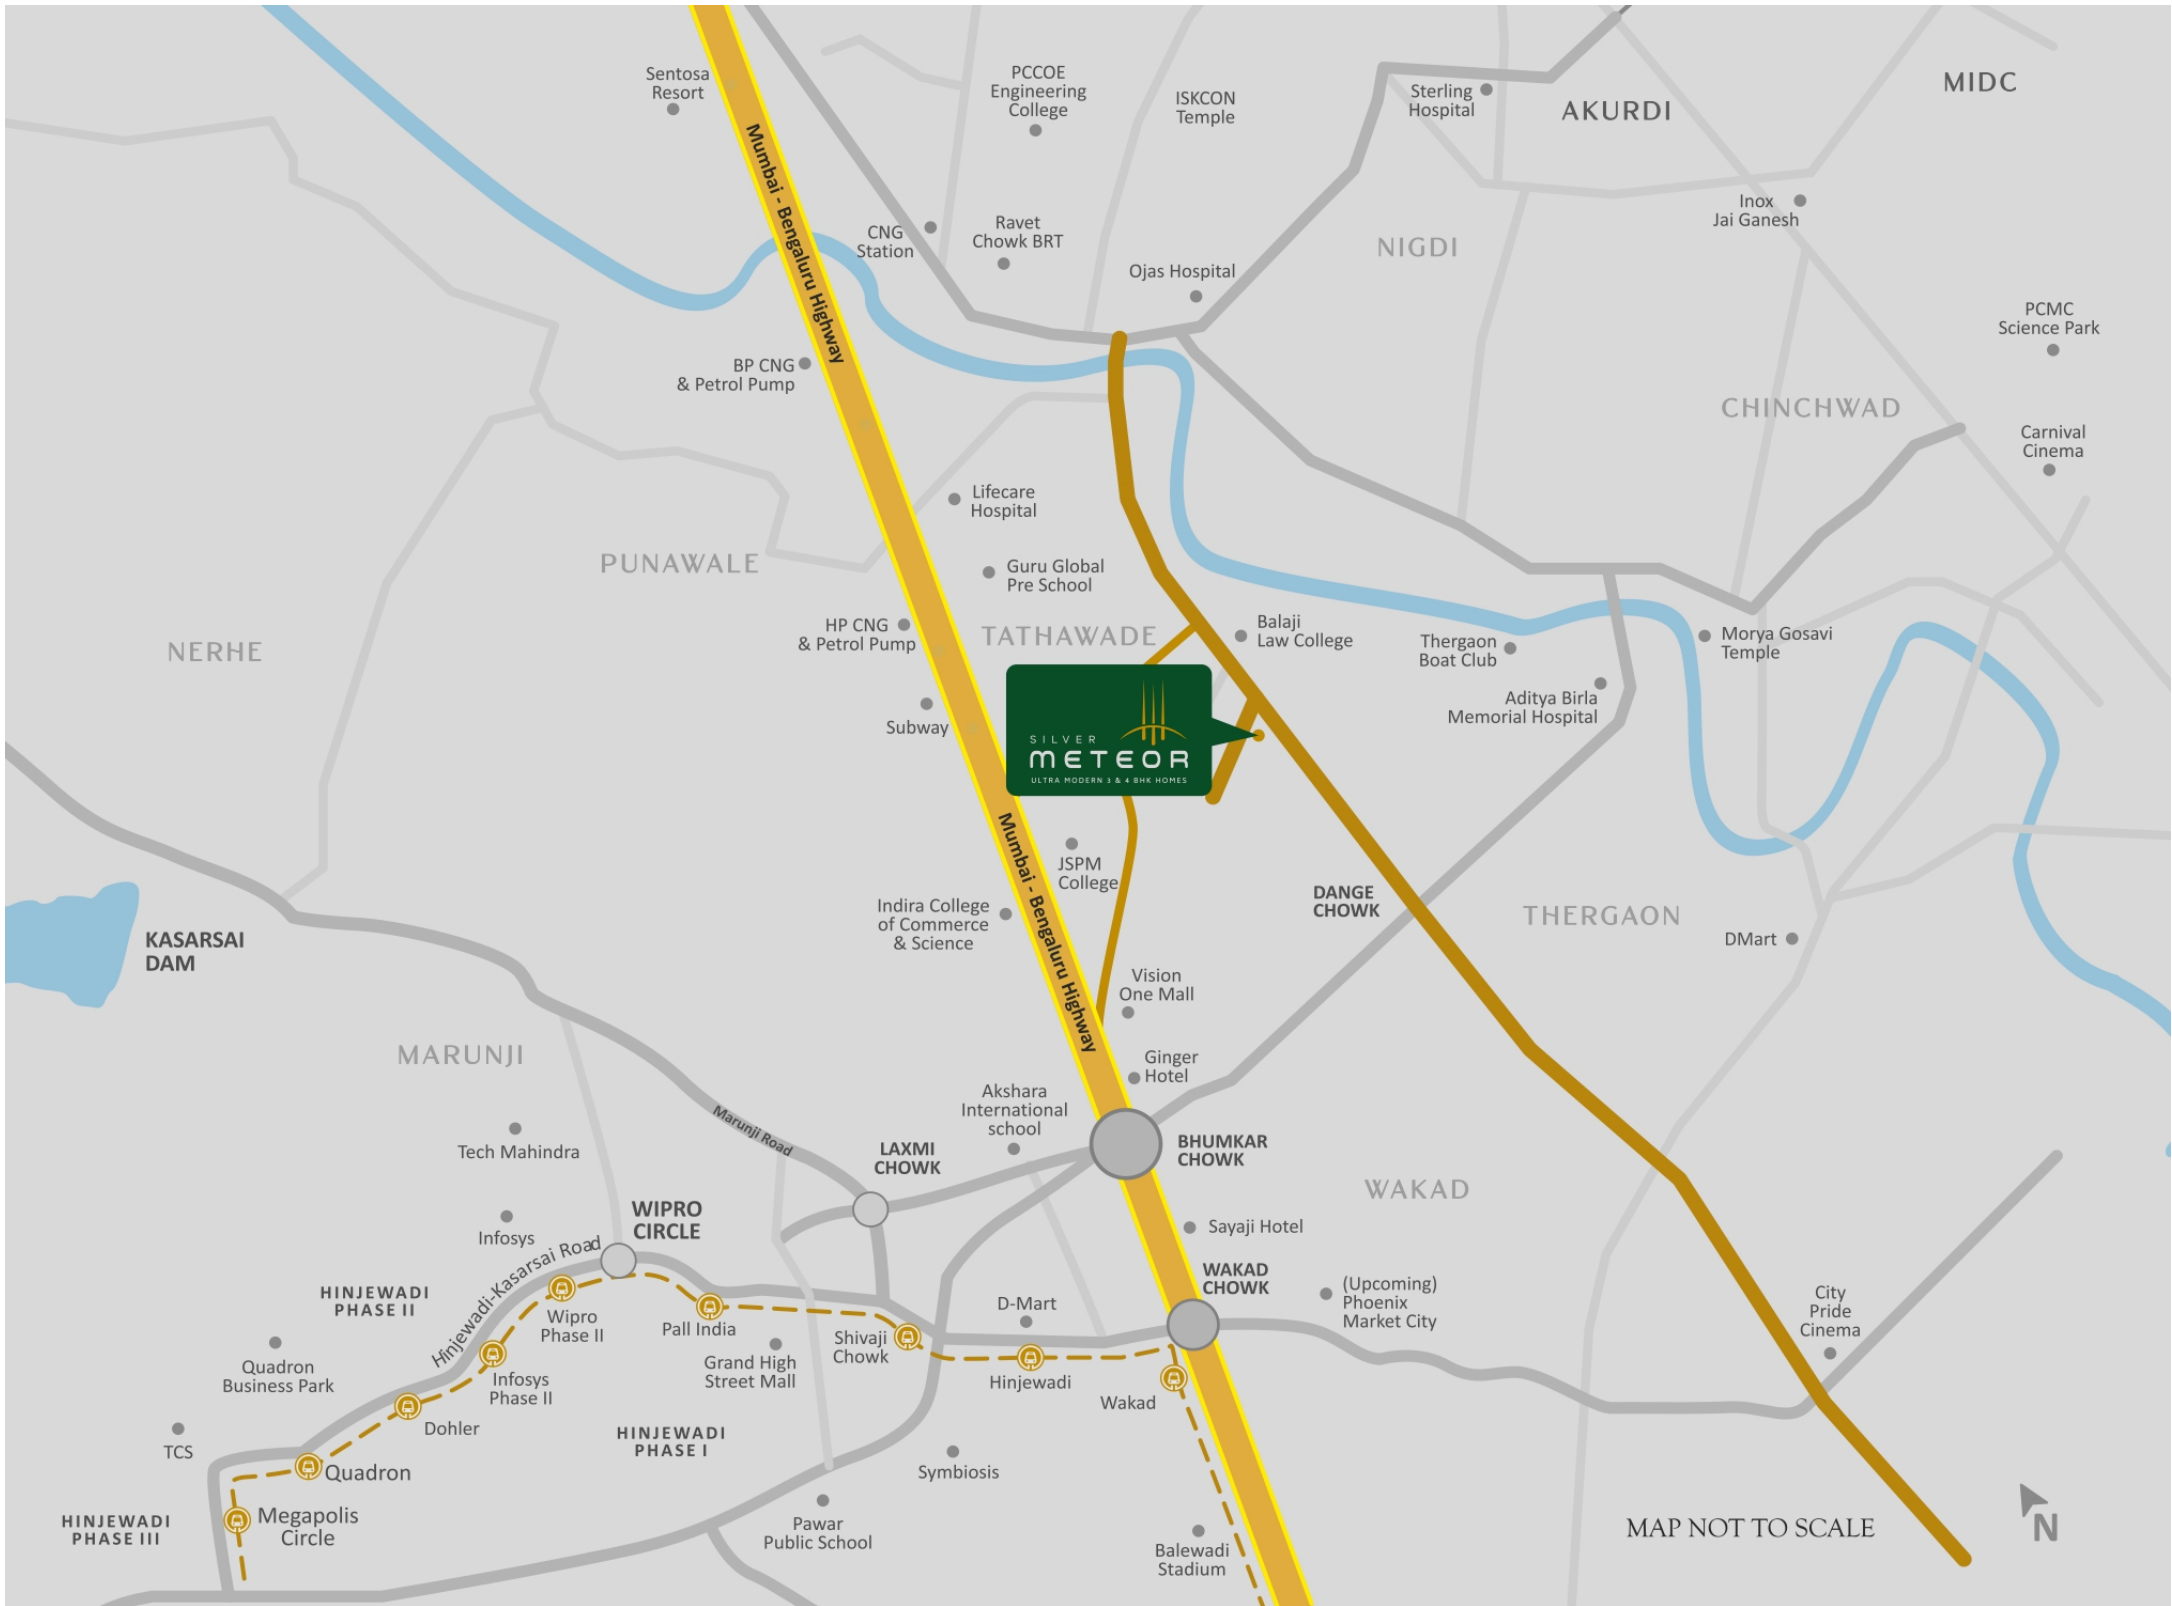 Sentosa
Resort
PCCOE
Engineering
College
ISKCON
Temple
Sterling
Hospital
AKURDI
MIDC
Mumbai - Bengaluru Highway
CNG
Station
Ravet
Chowk BRT
Ojas Hospital
NIGDI
Inox
Jai Ganesh
PCMC
Science Park
BP CNG
& Petrol Pump
CHINCHWAD
Carnival
Cinema
Lifecare
Hospital
PUNAWALE
Guru Global
Pre School
HP CNG
& Petrol Pump
TATHAWADE
Balaji
Law College
Thergaon
Boat Club
Morya Gosavi
Temple
NERHE
Aditya Birla
Memorial Hospital
Subway
SILVER
METEOR
ULTRA MODERN 3 & 4 BHK HOMES
Mumbai - Bengaluru Highway
JSPM
College
Indira College
of Commerce
& Science
DANGE
CHOWK
THERGAON
DMart
KASARSAI
DAM
Vision
One Mall
MARUNJI
Ginger
Hotel
Akshara
International
school
Marunji Road
Tech Mahindra
LAXMI
CHOWK
BHUMKAR
CHOWK
WAKAD
WIPRO
CIRCLE
Infosys
Sayaji Hotel
Hinjewadi-Kasarsai Road
WAKAD
CHOWK
(Upcoming)
Phoenix
Market City
HINJEWADI
PHASE II
Wipro
Phase II
Pall India
D-Mart
Shivaji
Chowk
City
Pride
Cinema
Quadron
Business Park
Infosys
Phase II
Grand High
Street Mall
Hinjewadi
Wakad
Dohler
TCS
HINJEWADI
PHASE I
Quadron
Symbiosis
Megapolis
Circle
HINJEWADI
PHASE III
Pawar
Public School
Balewadi
Stadium
MAP NOT TO SCALE
N